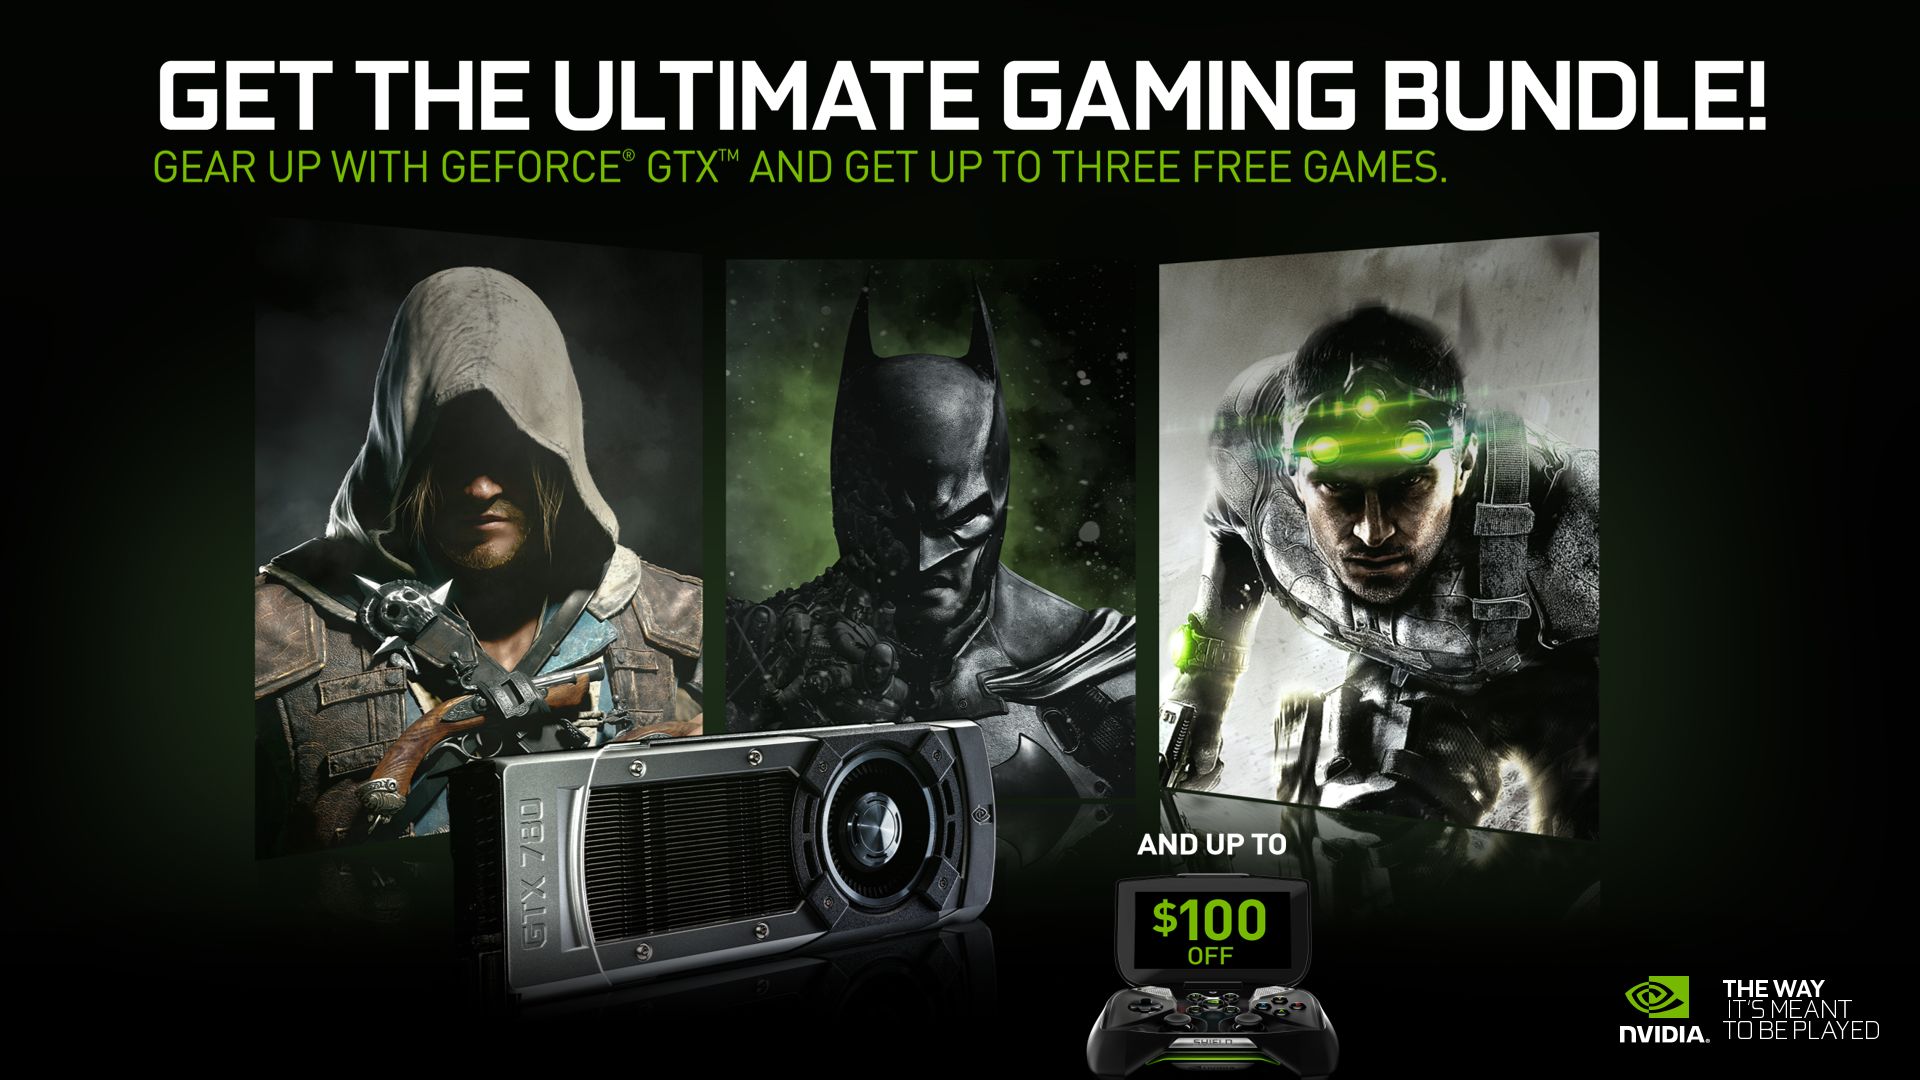 GET THE ULTIMATE GAMING BUNDLE!
GEAR UP WITH GEFORCE® GTX™ AND GET UP TO THREE FREE GAMES.
GTX 780
AND UP TO
$100
OFF
SHIELD
NVIDIA.
THE WAY
IT'S MEANT
TO BE PLAYED